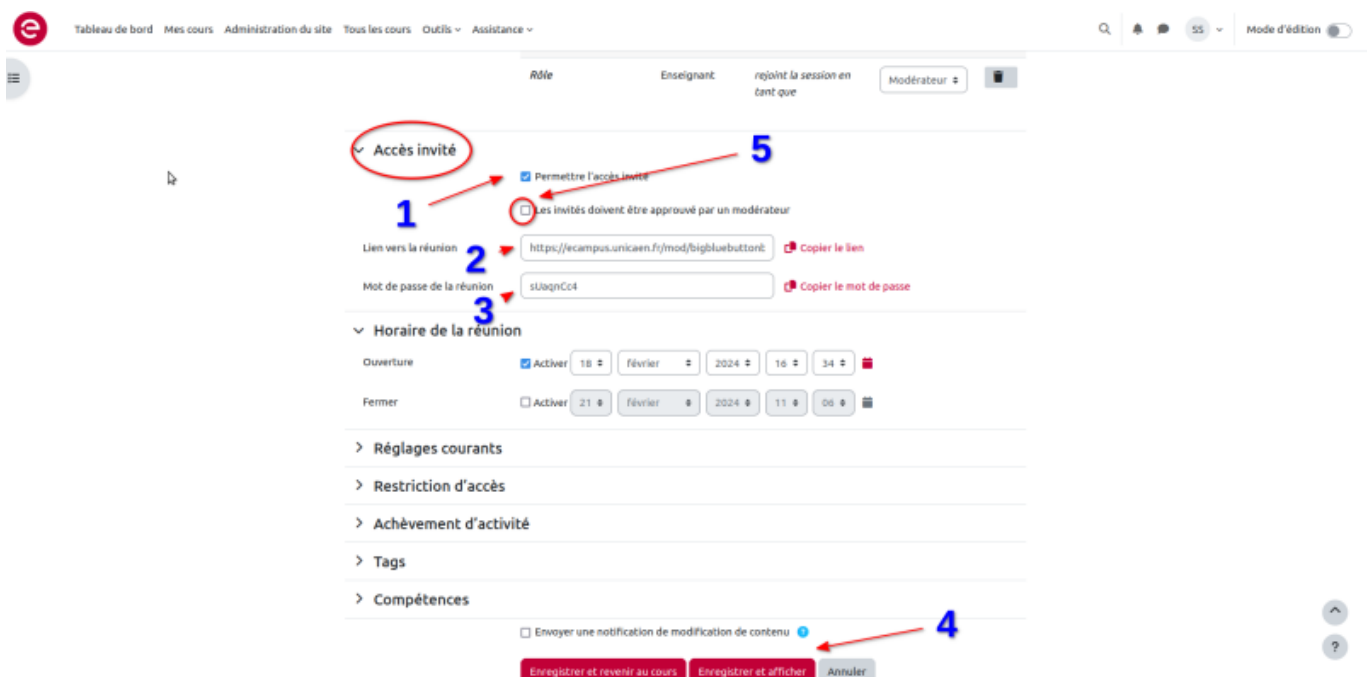 Tableau de bord Mes cours Administration du site Tous les cours Outils Assistance SS Mode d'édition
Rôle Enseignant rejoint la session en tant que Modérateur
Accès invité
5
Permettre l'accès invité
1
Les invités doivent être approuvé par un modérateur
Lien vers la réunion 2 https://ecampus.unicaen.fr/mod/bigbluebuttonb Copier le lien
Mot de passe de la réunion sUaqnCc4 Copier le mot de passe
3
Horaire de la réunion
Ouverture Activer 18 février 2024 16 34
Fermer Activer 21 février 2024 11 06
Réglages courants
Restriction d'accès
Achèvement d'activité
Tags
Compétences
Envoyer une notification de modification de contenu ? 4
?
Enregistrer et revenir au cours Enregistrer et afficher Annuler